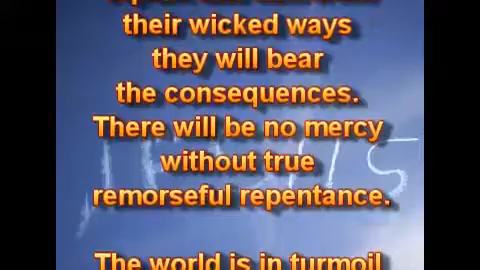 their wicked ways
they will bear
the consequences.
There will be no mercy
without true
remorseful repentance.
The world is in turmoil